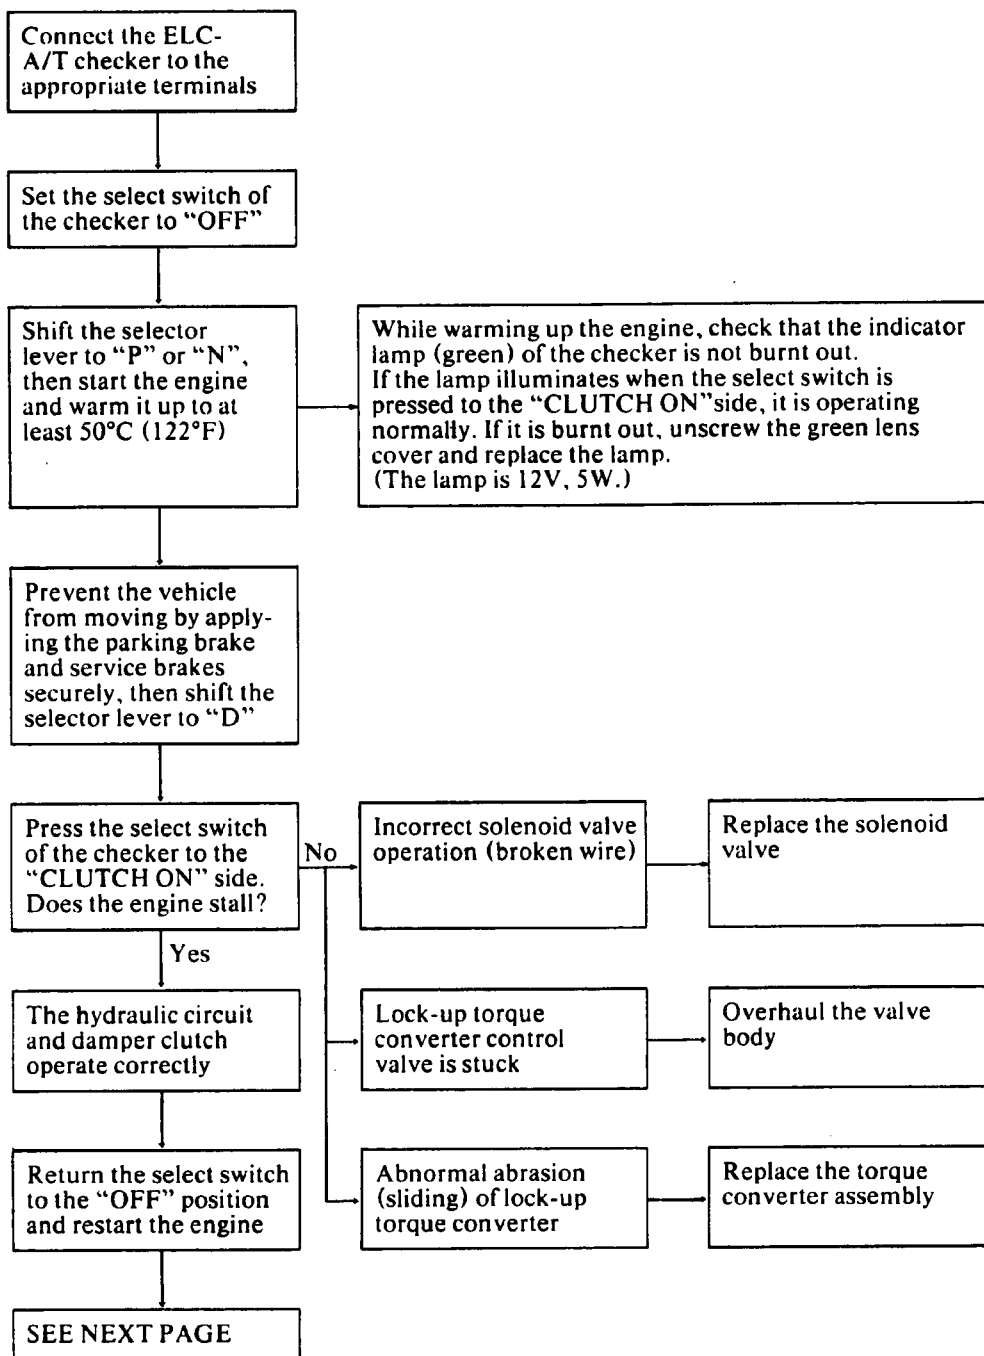 Connect the ELC-
A/T checker to the
appropriate terminals
Set the select switch of
the checker to “OFF”
Shift the selector
lever to “P” or “N”,
then start the engine
and warm it up to at
least 50°C (122°F)
While warming up the engine, check that the indicator
lamp (green) of the checker is not burnt out.
If the lamp illuminates when the select switch is
pressed to the “CLUTCH ON”side, it is operating
normally. If it is burnt out, unscrew the green lens
cover and replace the lamp.
(The lamp is 12V, 5W.)
Prevent the vehicle
from moving by apply-
ing the parking brake
and service brakes
securely, then shift the
selector lever to “D”
Press the select switch
of the checker to the
“CLUTCH ON” side.
Does the engine stall?
No
Incorrect solenoid valve
operation (broken wire)
Replace the solenoid
valve
Yes
The hydraulic circuit
and damper clutch
operate correctly
Lock-up torque
converter control
valve is stuck
Overhaul the valve
body
Return the select switch
to the “OFF” position
and restart the engine
Abnormal abrasion
(sliding) of lock-up
torque converter
Replace the torque
converter assembly
SEE NEXT PAGE